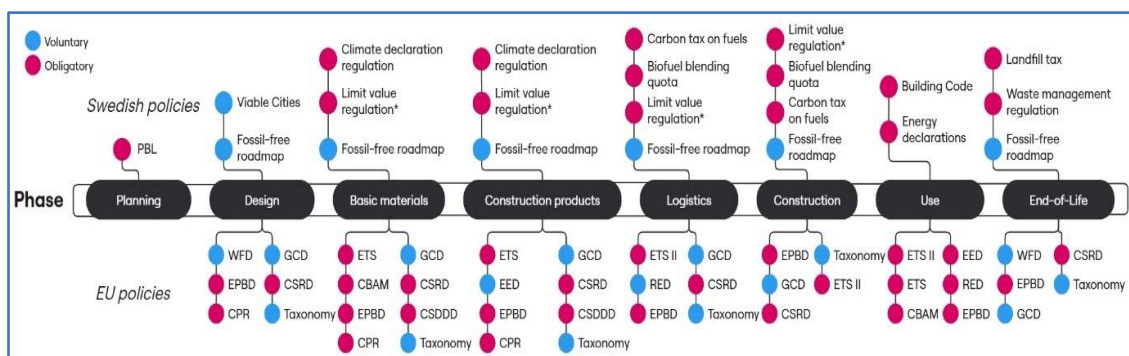 Voluntary
Obligatory
Swedish policies
PBL
Viable Cities
Fossil-free
roadmap
Climate declaration
regulation
Limit value
regulation*
Fossil-free roadmap
Climate declaration
regulation
Limit value
regulation*
Fossil-free roadmap
Carbon tax on fuels
Biofuel blending
quota
Limit value
regulation*
Fossil-free roadmap
Limit value
regulation*
Biofuel blending
quota
Carbon tax
on fuels
Fossil-free
roadmap
Building Code
Energy
declarations
Landfill tax
Waste management
regulation
Fossil-free
roadmap
Phase
Planning
Design
Basic materials
Construction products
Logistics
Construction
Use
End-of-Life
EU policies
WFD
EPBD
CPR
GCD
CSRD
Taxonomy
ETS
CBAM
EPBD
CPR
GCD
CSRD
CSDDD
Taxonomy
ETS
EED
EPBD
CPR
GCD
CSRD
CSDDD
Taxonomy
ETS II
RED
EPBD
GCD
CSRD
Taxonomy
EPBD
GCD
CSRD
Taxonomy
ETS II
ETS II
ETS
CBAM
EED
RED
EPBD
WFD
EPBD
GCD
CSRD
Taxonomy